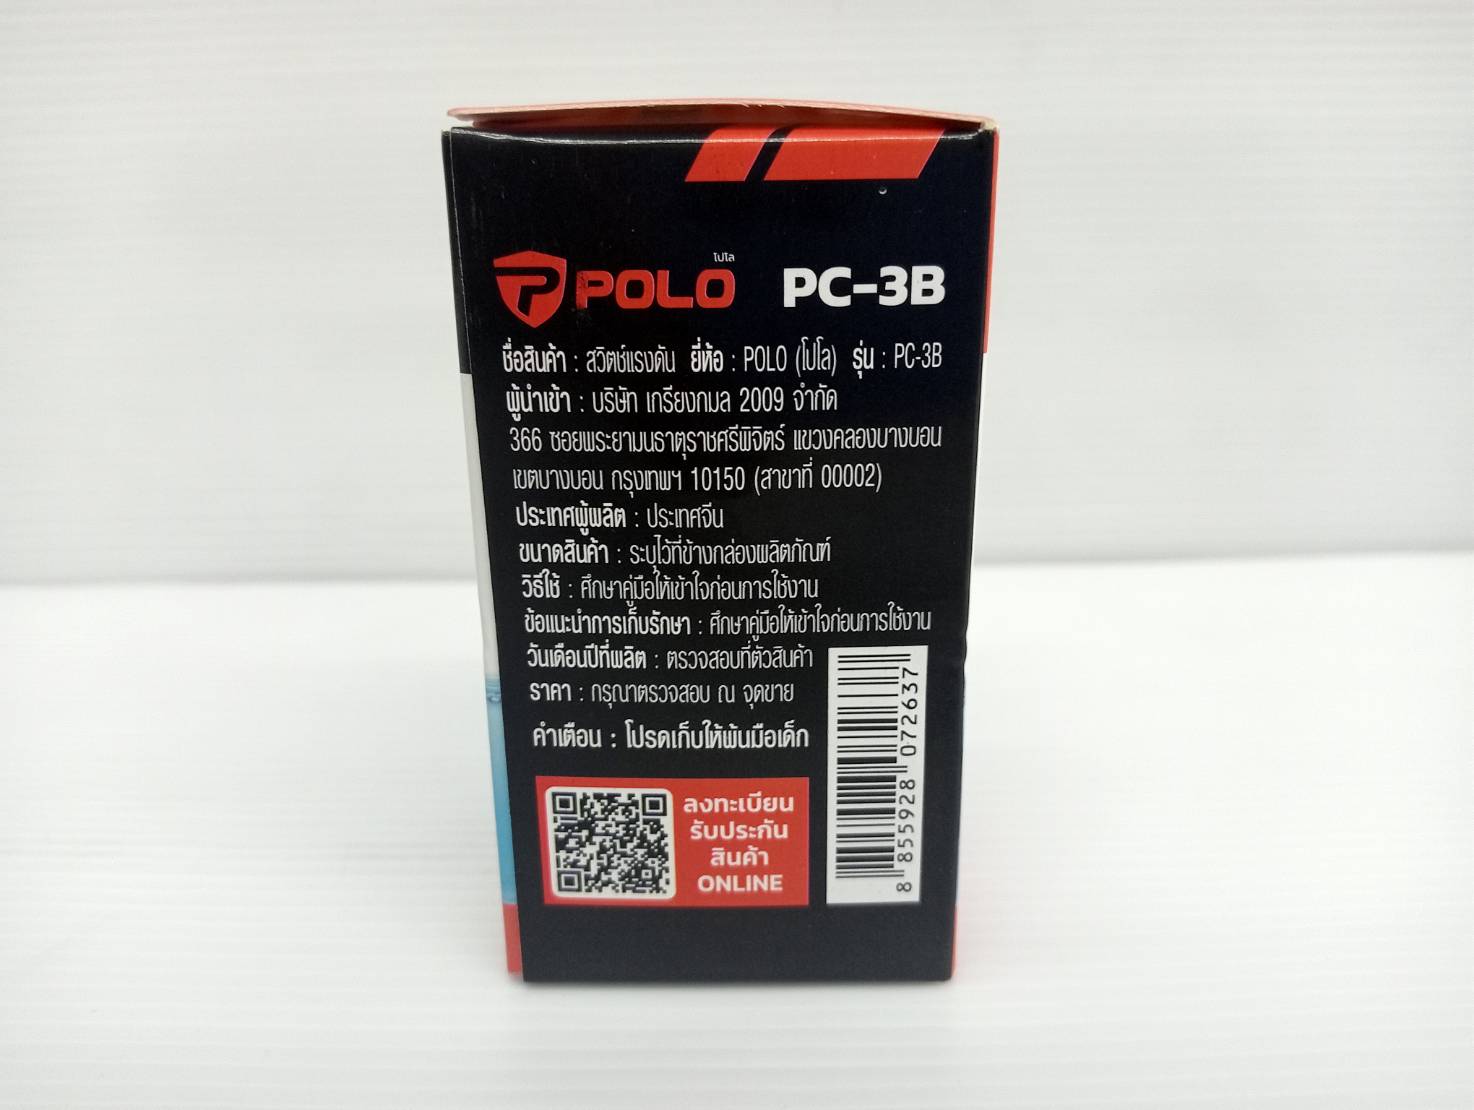 โปโล
POLO PC-3B
ชื่อสินค้า : สวิตช์แรงดัน ยี่ห้อ : POLO (โปโล) รุ่น : PC-3B
ผู้นำเข้า : บริษัท เกรียงกมล 2009 จำกัด
366 ซอยพระยามนธาตุราชศรีพิจิตร์ แขวงคลองบางบอน
เขตบางบอน กรุงเทพฯ 10150 (สาขาที่ 00002)
ประเทศผู้ผลิต : ประเทศจีน
ขนาดสินค้า : ระบุไว้ที่ข้างกล่องผลิตภัณฑ์
วิธีใช้ : ศึกษาคู่มือให้เข้าใจก่อนการใช้งาน
ข้อแนะนำการเก็บรักษา : ศึกษาคู่มือให้เข้าใจก่อนการใช้งาน
วันเดือนปีที่ผลิต : ตรวจสอบที่ตัวสินค้า
ราคา : กรุณาตรวจสอบ ณ จุดขาย
คำเตือน : โปรดเก็บให้พ้นมือเด็ก
ลงทะเบียน
รับประกัน
สินค้า
ONLINE
8 855928 072637